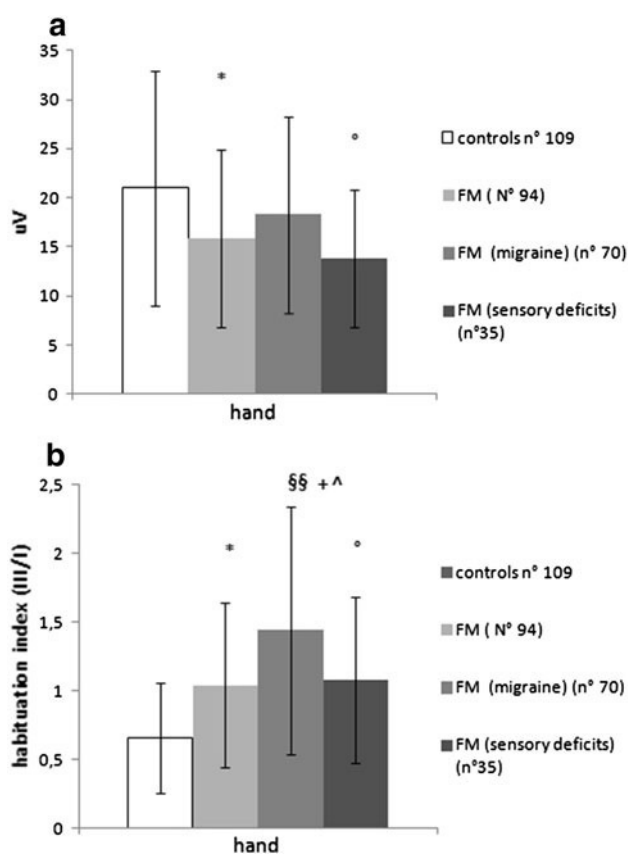 a
35
30
25
20
15
10
5
0
uV
*
°
hand
controls n° 109
FM ( N° 94)
FM (migraine) (n° 70)
FM (sensory deficits)
(n°35)
b
2,5
2
1,5
1
0,5
0
habituation index (III/I)
§§ + ^
*
°
hand
controls n° 109
FM ( N° 94)
FM (migraine) (n° 70)
FM (sensory deficits)
(n°35)